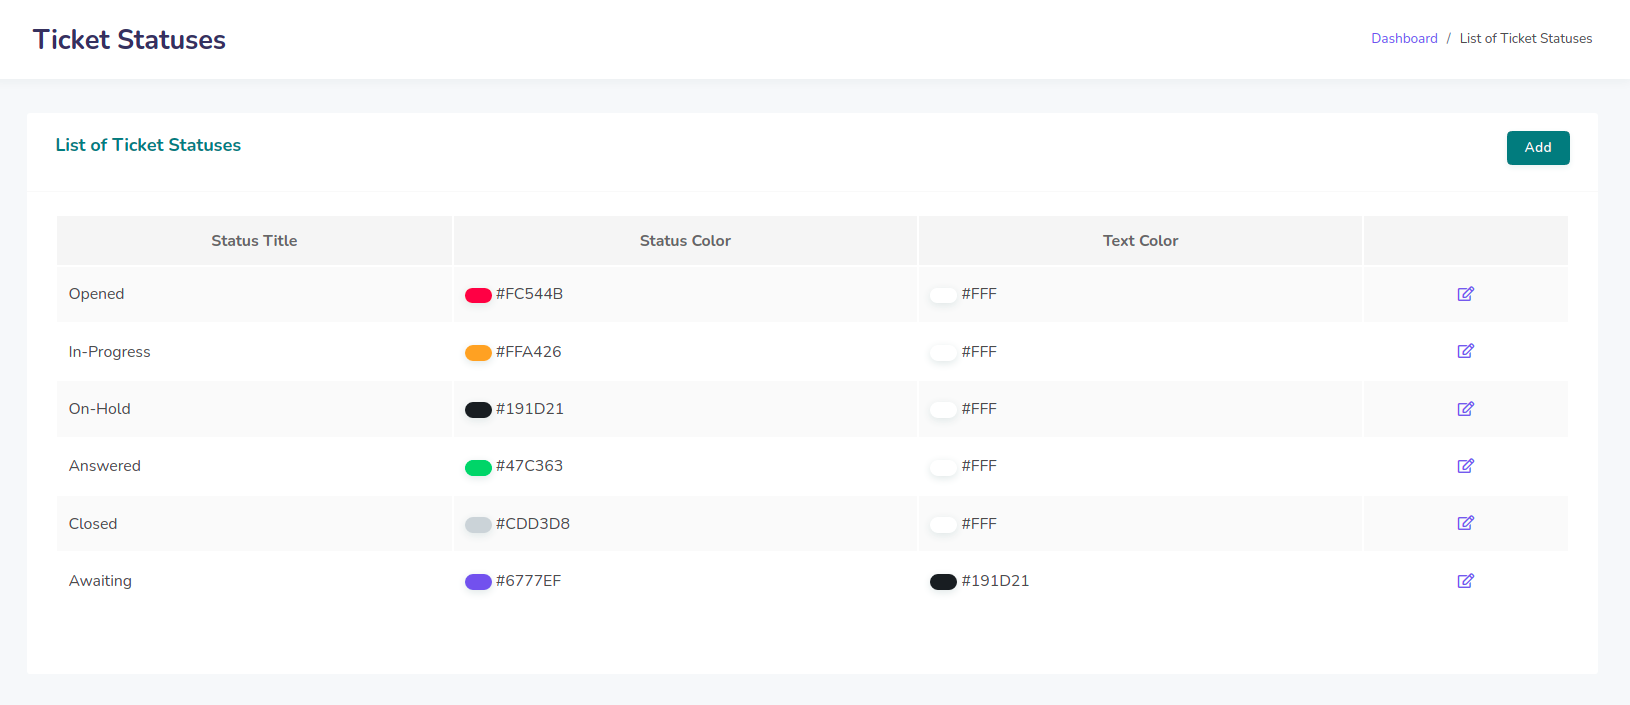 Ticket Statuses
Dashboard / List of Ticket Statuses
List of Ticket Statuses
Add
Status Title Status Color Text Color
Opened #FC544B #FFF
In-Progress #FFA426 #FFF
On-Hold #191D21 #FFF
Answered #47C363 #FFF
Closed #CDD3D8 #FFF
Awaiting #6777EF #191D21